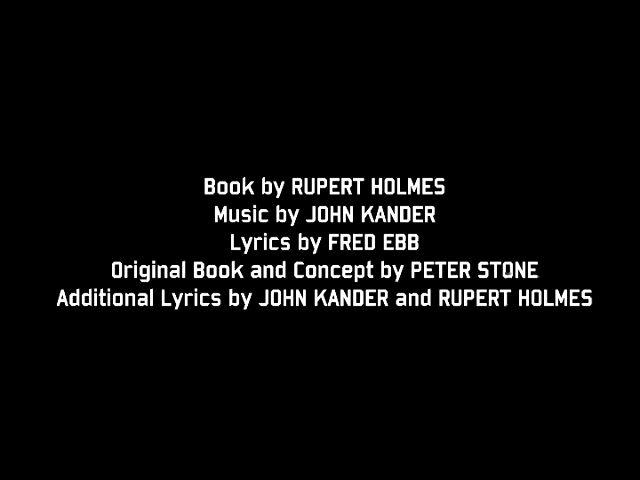 Book by RUPERT HOLMES
Music by JOHN KANDER
Lyrics by FRED EBB
Original Book and Concept by PETER STONE
Additional Lyrics by JOHN KANDER and RUPERT HOLMES